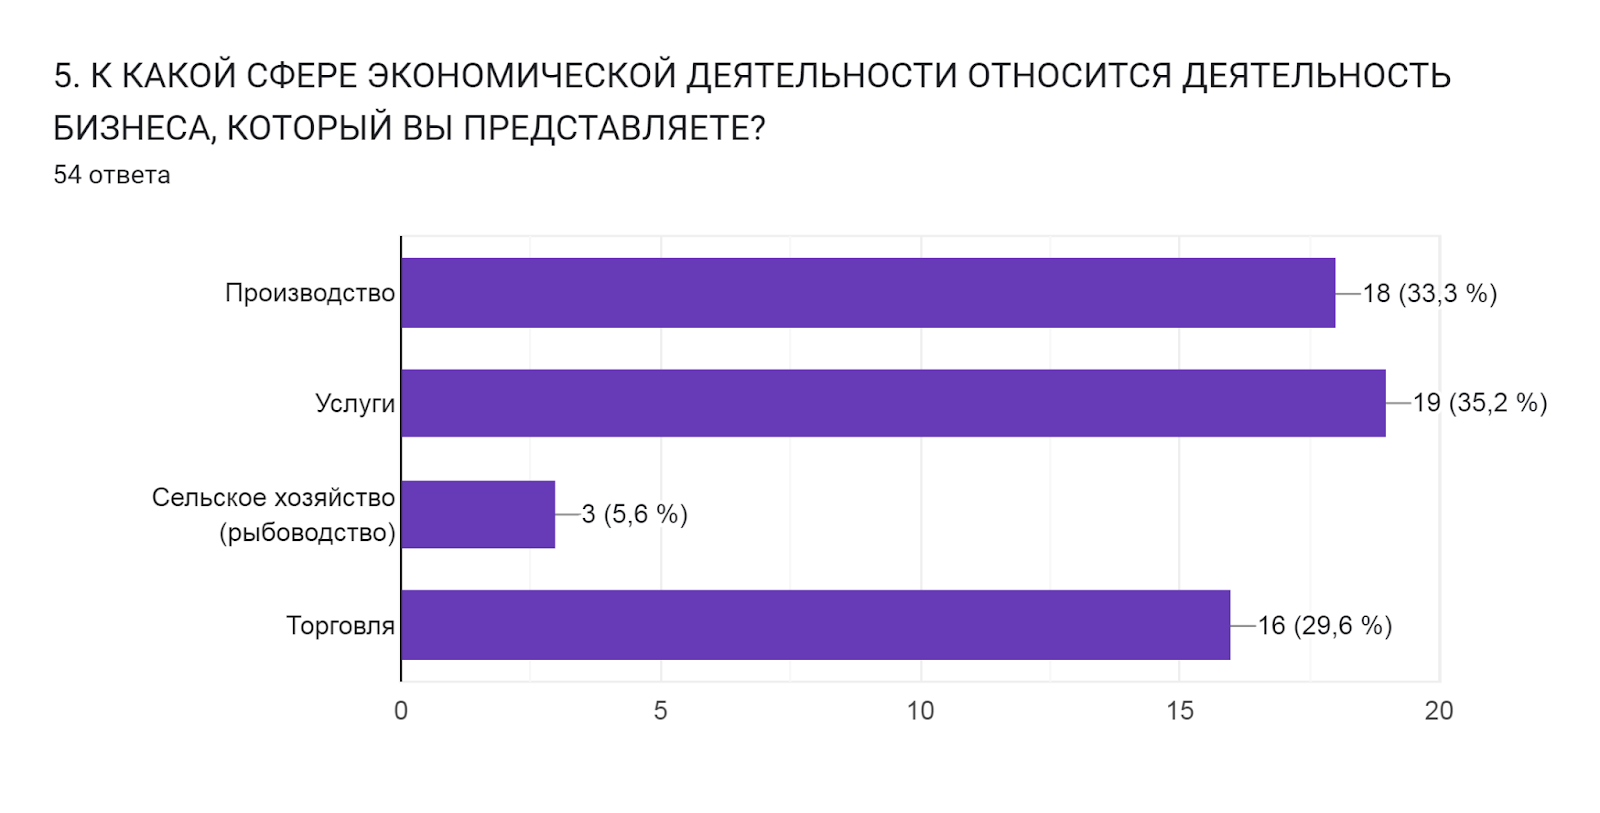 5. К КАКОЙ СФЕРЕ ЭКОНОМИЧЕСКОЙ ДЕЯТЕЛЬНОСТИ ОТНОСИТСЯ ДЕЯТЕЛЬНОСТЬ
БИЗНЕСА, КОТОРЫЙ ВЫ ПРЕДСТАВЛЯЕТЕ?
54 ответа
Производство
18 (33,3 %)
Услуги
19 (35,2 %)
Сельское хозяйство
(рыбоводство)
3 (5,6 %)
Торговля
16 (29,6 %)
0 5 10 15 20